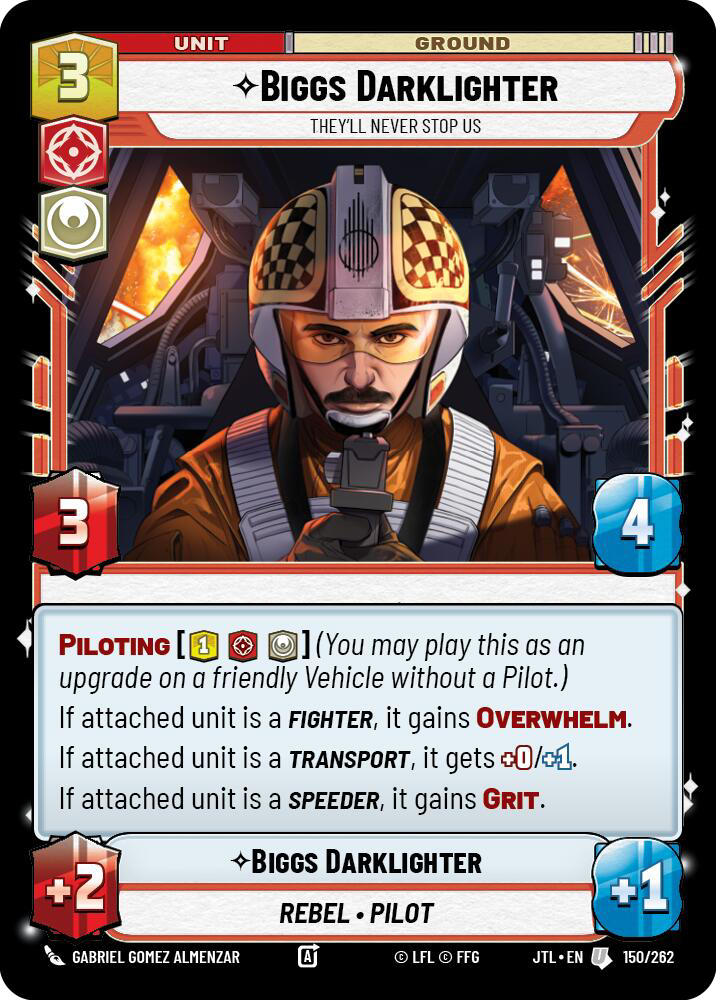 UNIT
GROUND
3
✧BIGGS DARKLIGHTER
THEY'LL NEVER STOP US
3
4
PILOTING [1] (You may play this as an
upgrade on a friendly Vehicle without a Pilot.)
If attached unit is a FIGHTER, it gains OVERWHELM.
If attached unit is a TRANSPORT, it gets +0/+1.
If attached unit is a SPEEDER, it gains GRIT.
+2
✧BIGGS DARKLIGHTER
+1
REBEL • PILOT
GABRIEL GOMEZ ALMENZAR
A
© LFL © FFG
JTL • EN
U
150/262